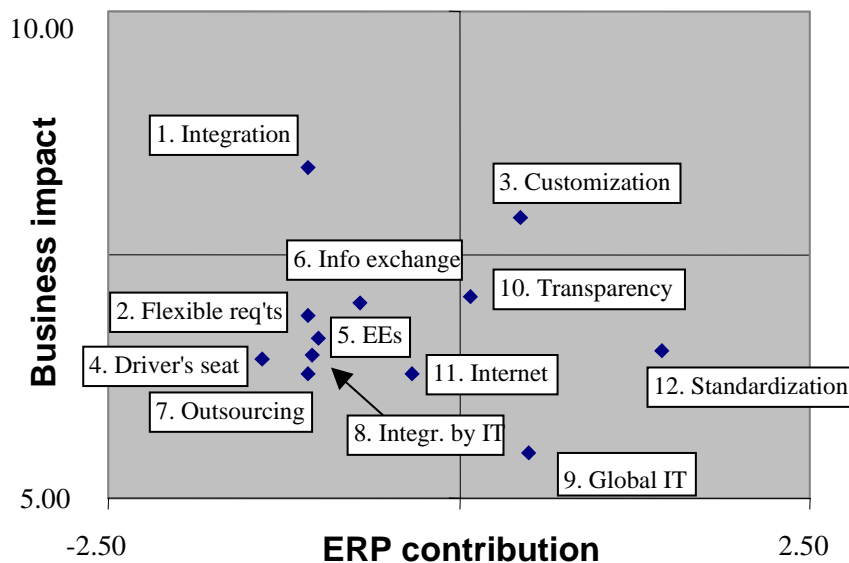 10.00
1. Integration
3. Customization
Business impact
6. Info exchange
10. Transparency
2. Flexible req'ts
5. EEs
4. Driver's seat
11. Internet
12. Standardization
7. Outsourcing
8. Integr. by IT
9. Global IT
5.00
-2.50
ERP contribution
2.50